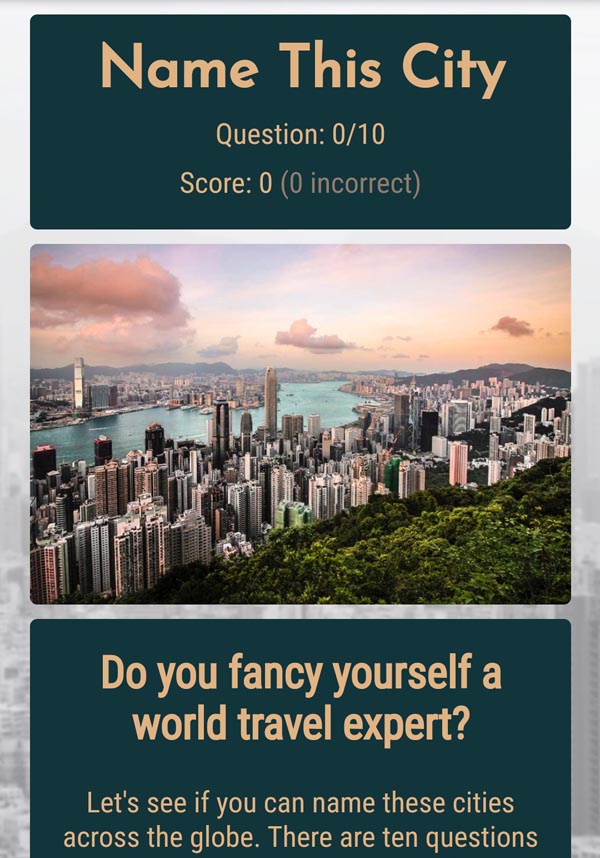 Name This City
Question: 0/10
Score: 0 (0 incorrect)
Do you fancy yourself a
world travel expert?
Let's see if you can name these cities
across the globe. There are ten questions